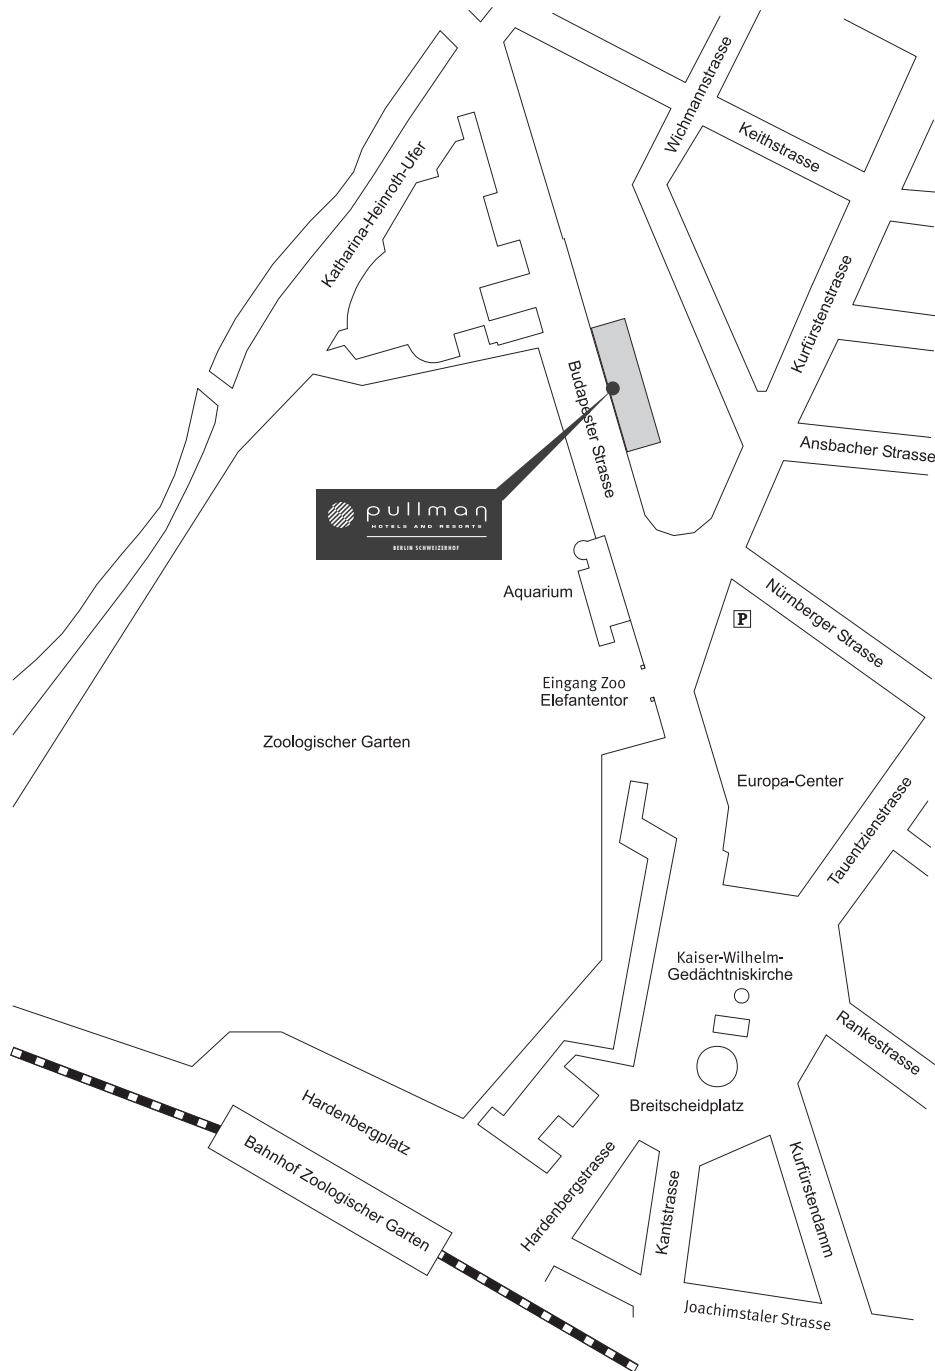 Wichmannstrasse
Keithstrasse
Katharina-Heinroth-Ufer
Kurfürstenstrasse
Budapester Strasse
Ansbacher Strasse
pullman
HOTELS AND RESORTS
BERLIN SCHWEIZERHOF
Aquarium
Nürnberger Strasse
P
Eingang Zoo
Elefantentor
Zoologischer Garten
Europa-Center
Tauentzienstrasse
Kaiser-Wilhelm-
Gedächtniskirche
Rankestrasse
Breitscheidplatz
Hardenbergplatz
Bahnhof Zoologischer Garten
Hardenbergstrasse
Kantstrasse
Kurfürstendamm
Joachimstaler Strasse